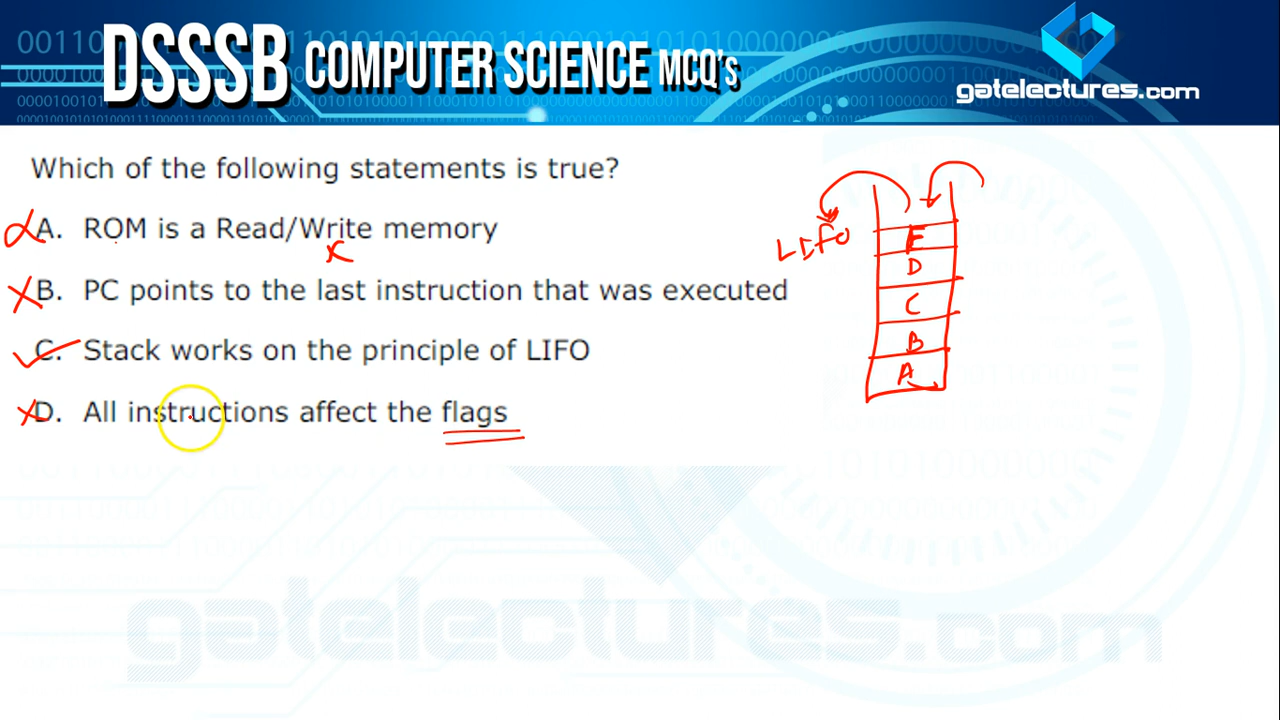 DSSSB COMPUTER SCIENCE MCQ's
gatelectures.com
Which of the following statements is true?
A. ROM is a Read/Write memory
x
B. PC points to the last instruction that was executed
C. Stack works on the principle of LIFO
D. All instructions affect the flags
LIFO
D
C
B
A
gatelectures.com